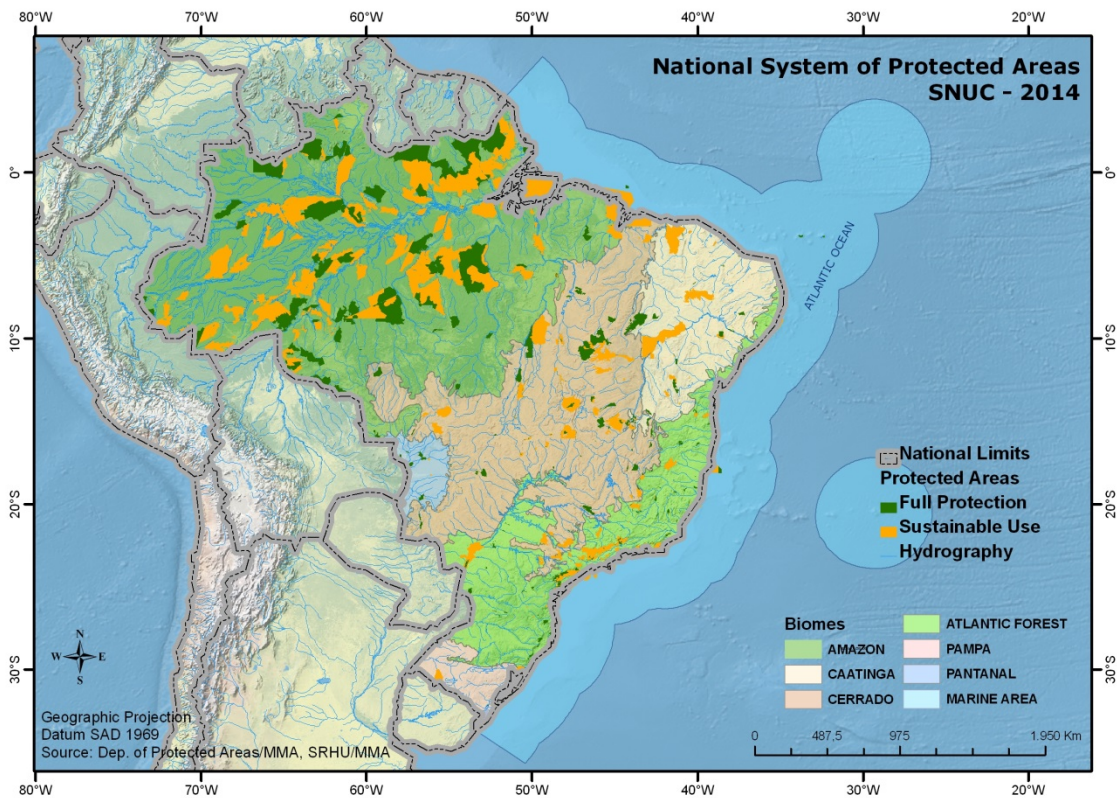 80°W 70°W 60°W 50°W 40°W 30°W 20°W
National System of Protected Areas
SNUC - 2014
0° 0°
ATLANTIC OCEAN
10°S 10°S
National Limits
Protected Areas
Full Protection
Sustainable Use
Hydrography
20°S 20°S
Biomes
AMAZON
CAATINGA
CERRADO
ATLANTIC FOREST
PAMPA
PANTANAL
MARINE AREA
N
W E
S
30°S 30°S
Geographic Projection
Datum SAD 1969
Source: Dep. of Protected Areas/MMA, SRHU/MMA
0 487.5 975 1.950 Km
80°W 70°W 60°W 50°W 40°W 30°W 20°W